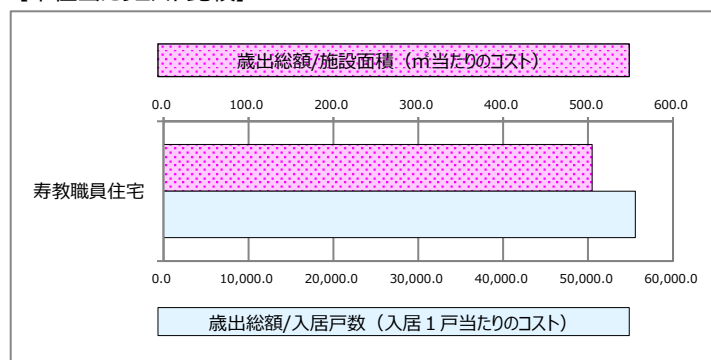 歳出総額/施設面積（㎡当たりのコスト）
0.0 100.0 200.0 300.0 400.0 500.0 600.0
寿教職員住宅
0.0 10,000.0 20,000.0 30,000.0 40,000.0 50,000.0 60,000.0
歳出総額/入居戸数（入居１戸当たりのコスト）